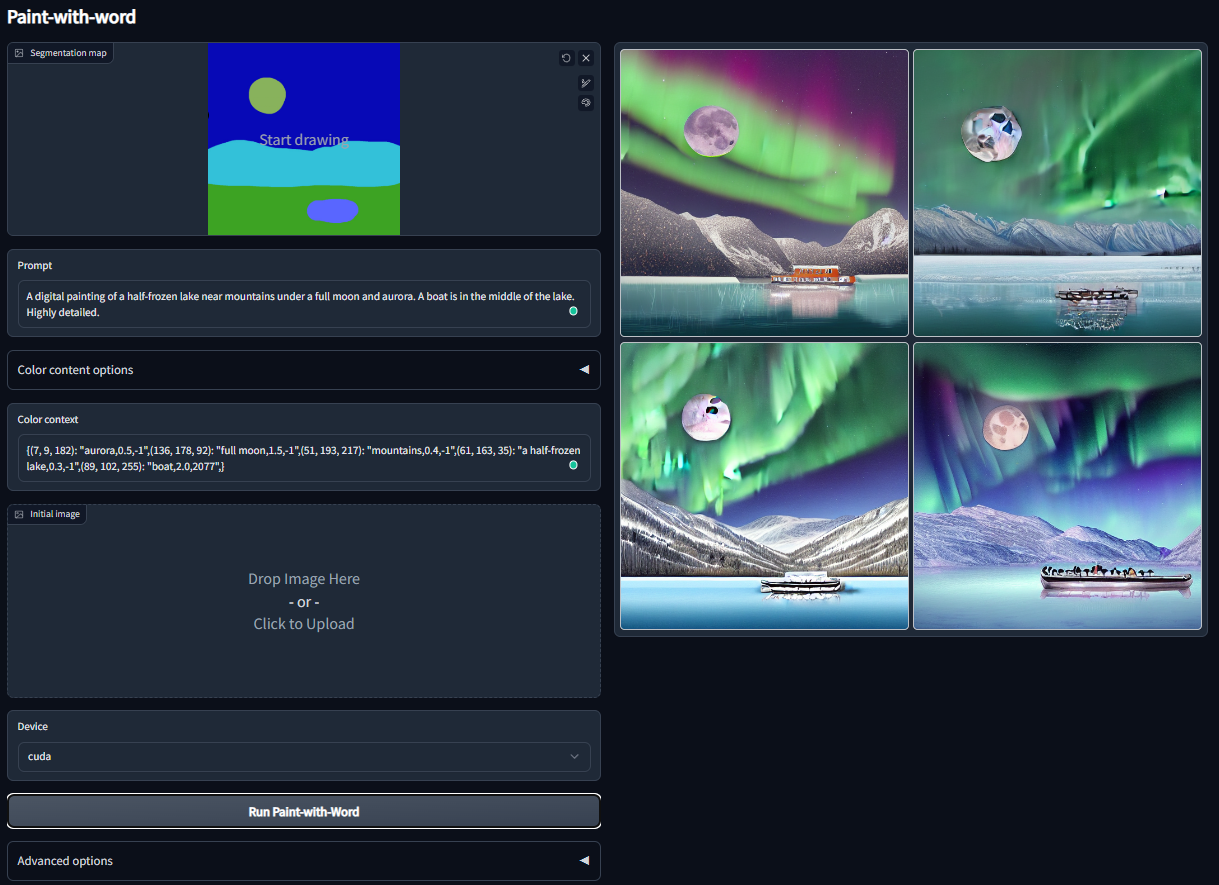 Paint-with-word
Segmentation map
Start drawing
Prompt
A digital painting of a half-frozen lake near mountains under a full moon and aurora. A boat is in the middle of the lake.
Highly detailed.
Color content options
Color context
{(7, 9, 182): "aurora,0.5,-1",(136, 178, 92): "full moon,1.5,-1",(51, 193, 217): "mountains,0.4,-1",(61, 163, 35): "a half-frozen
lake,0.3,-1",(89, 102, 255): "boat,2.0,2077",}
Initial image
Drop Image Here
- or -
Click to Upload
Device
cuda
Run Paint-with-Word
Advanced options